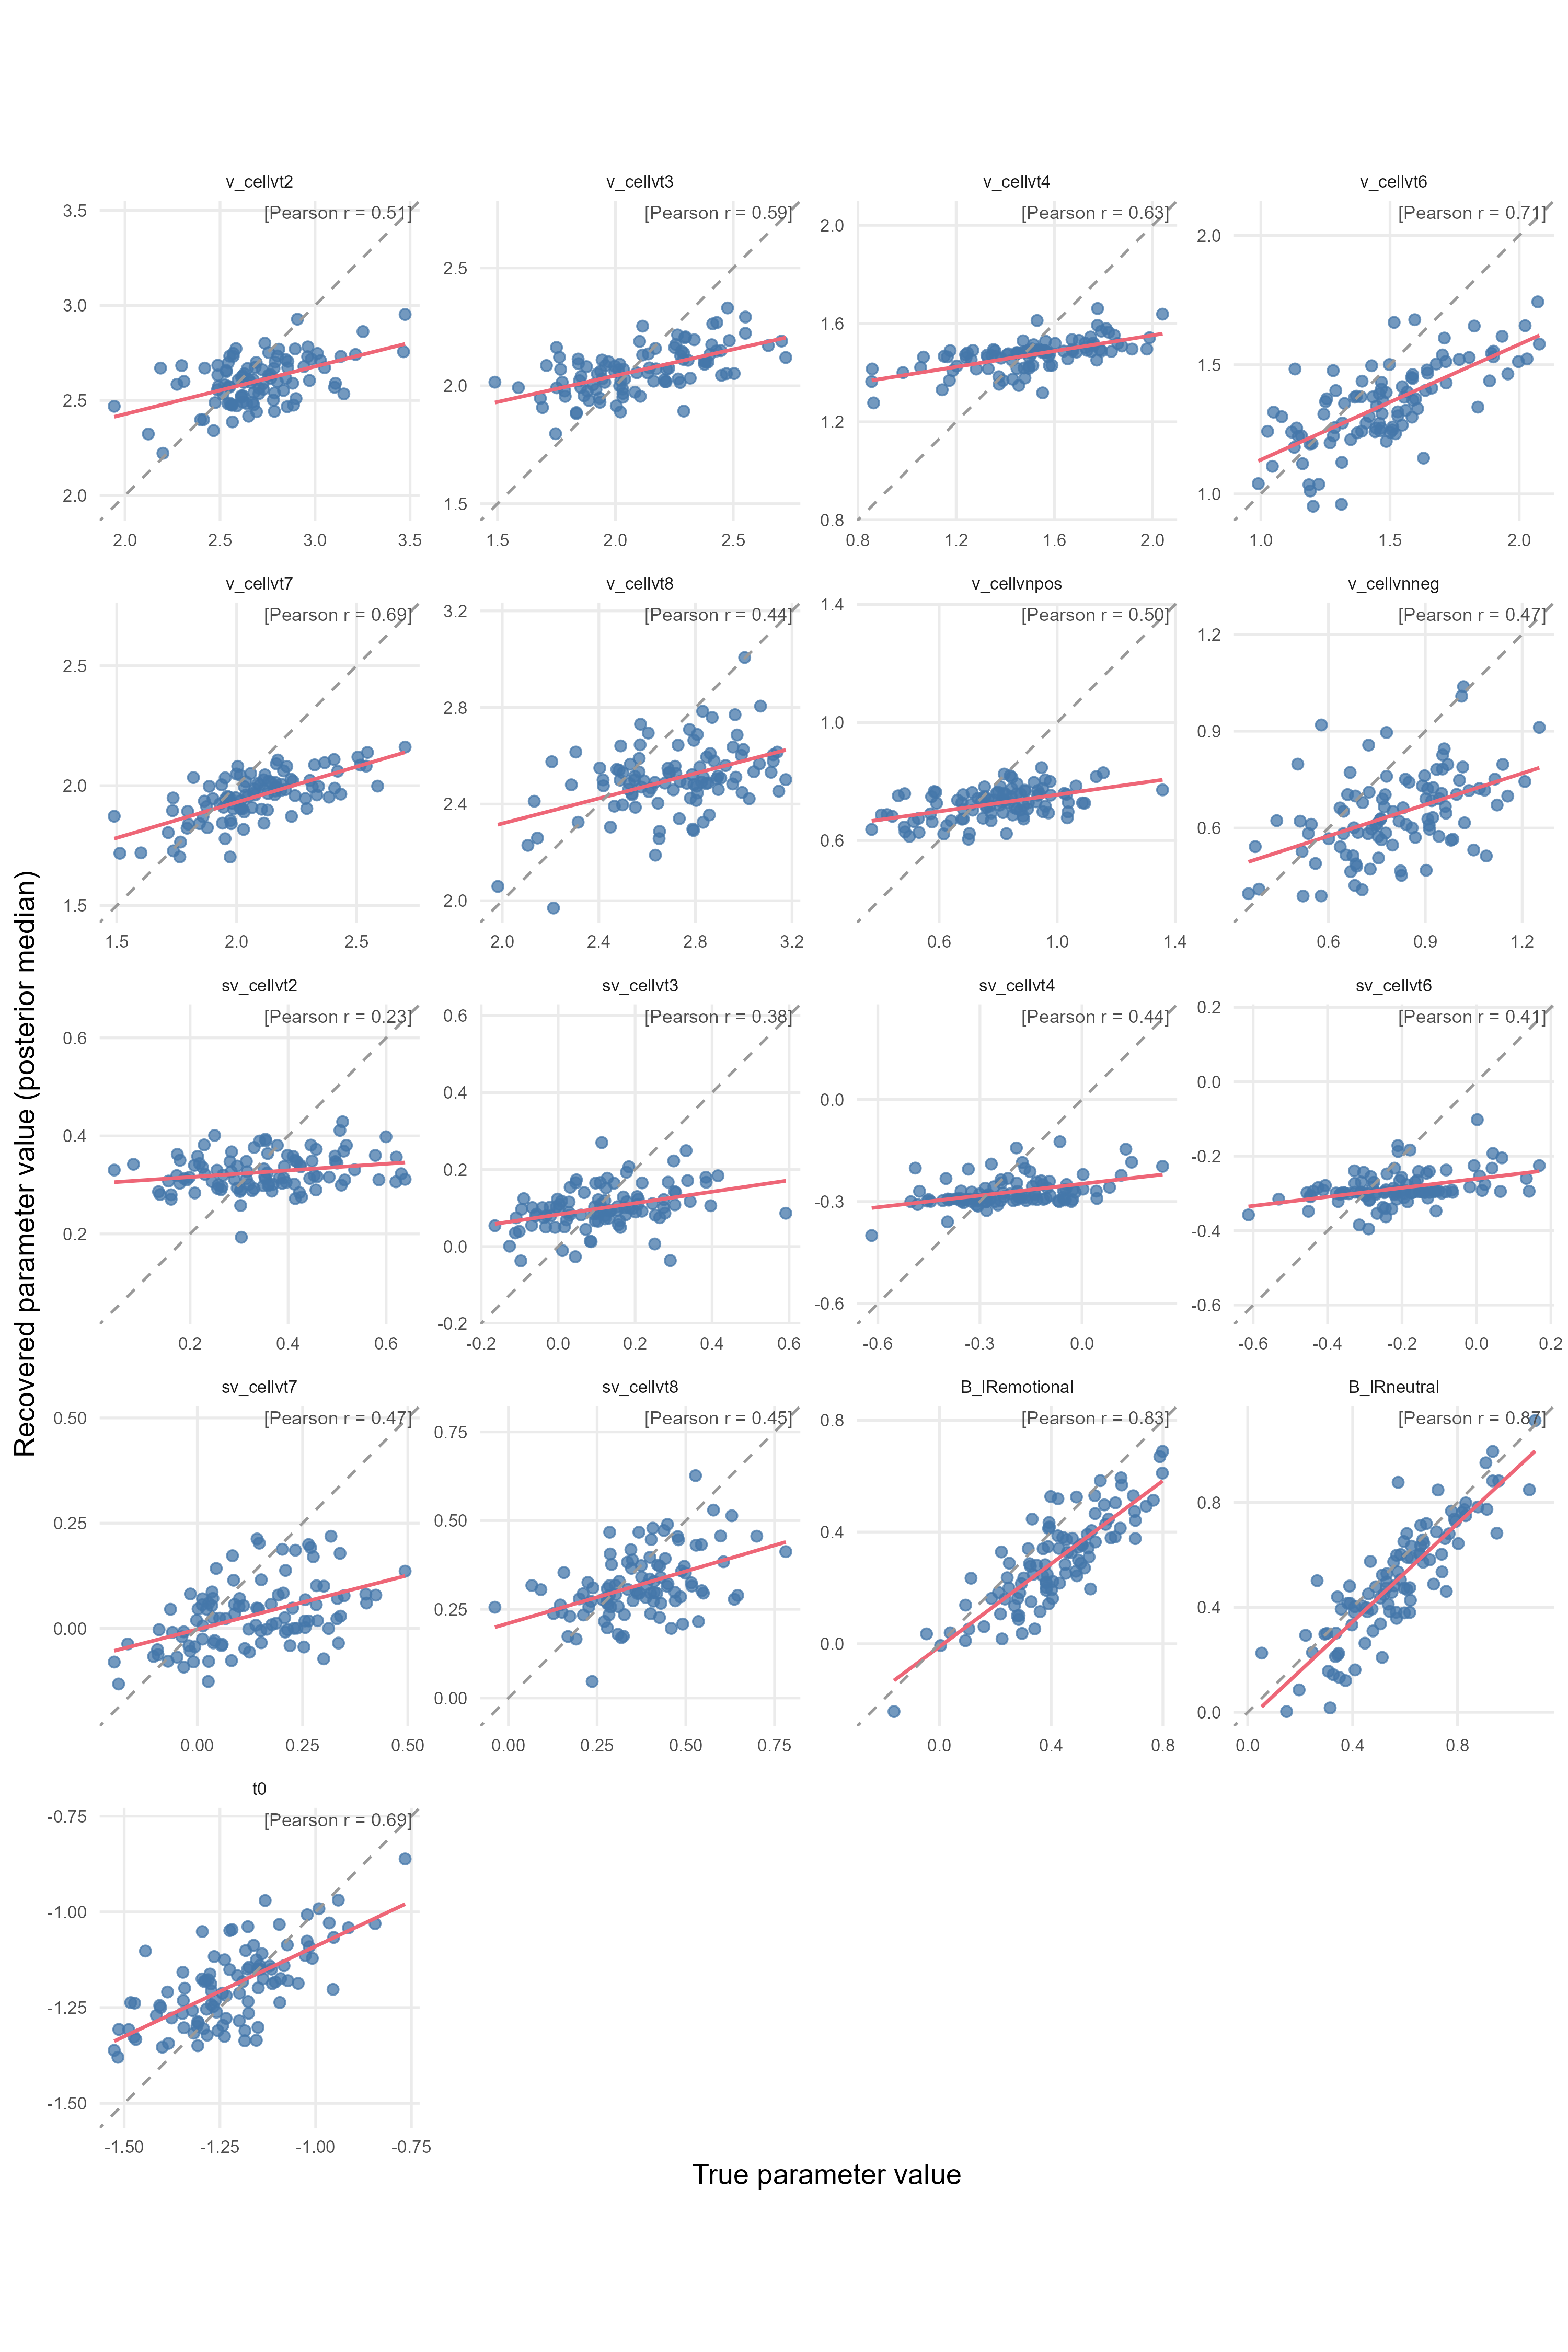 v_cellvt2 v_cellvt3 v_cellvt4 v_cellvt6
[Pearson r = 0.51] [Pearson r = 0.59] [Pearson r = 0.63] [Pearson r = 0.71]
3.5
3.0
2.5
2.0
2.0 2.5 3.0 3.5
2.5
2.0
1.5
1.5 2.0 2.5
2.0
1.6
1.2
0.8
0.8 1.2 1.6 2.0
2.0
1.5
1.0
1.0 1.5 2.0
v_cellvt7 v_cellvt8 v_cellvnpos v_cellvnneg
[Pearson r = 0.69] [Pearson r = 0.44] [Pearson r = 0.50] [Pearson r = 0.47]
2.5
2.0
1.5
1.5 2.0 2.5
3.2
2.8
2.4
2.0
2.0 2.4 2.8 3.2
1.4
1.0
0.6
0.6 1.0 1.4
1.2
0.9
0.6
0.6 0.9 1.2
sv_cellvt2 sv_cellvt3 sv_cellvt4 sv_cellvt6
[Pearson r = 0.23] [Pearson r = 0.38] [Pearson r = 0.44] [Pearson r = 0.41]
0.6
0.4
0.2
0.2 0.4 0.6
0.6
0.4
0.2
0.0
-0.2
-0.2 0.0 0.2 0.4 0.6
0.0
-0.3
-0.6
-0.6 -0.3 0.0
0.2
0.0
-0.2
-0.4
-0.6
-0.6 -0.4 -0.2 0.0 0.2
sv_cellvt7 sv_cellvt8 B_lRemotional B_lRneutral
[Pearson r = 0.47] [Pearson r = 0.45] [Pearson r = 0.83] [Pearson r = 0.87]
0.50
0.25
0.00
0.00 0.25 0.50
0.75
0.50
0.25
0.00
0.00 0.25 0.50 0.75
0.8
0.4
0.0
0.0 0.4 0.8
0.8
0.4
0.0
0.0 0.4 0.8
t0
[Pearson r = 0.69]
-0.75
-1.00
-1.25
-1.50
-1.50 -1.25 -1.00 -0.75
Recovered parameter value (posterior median)
True parameter value